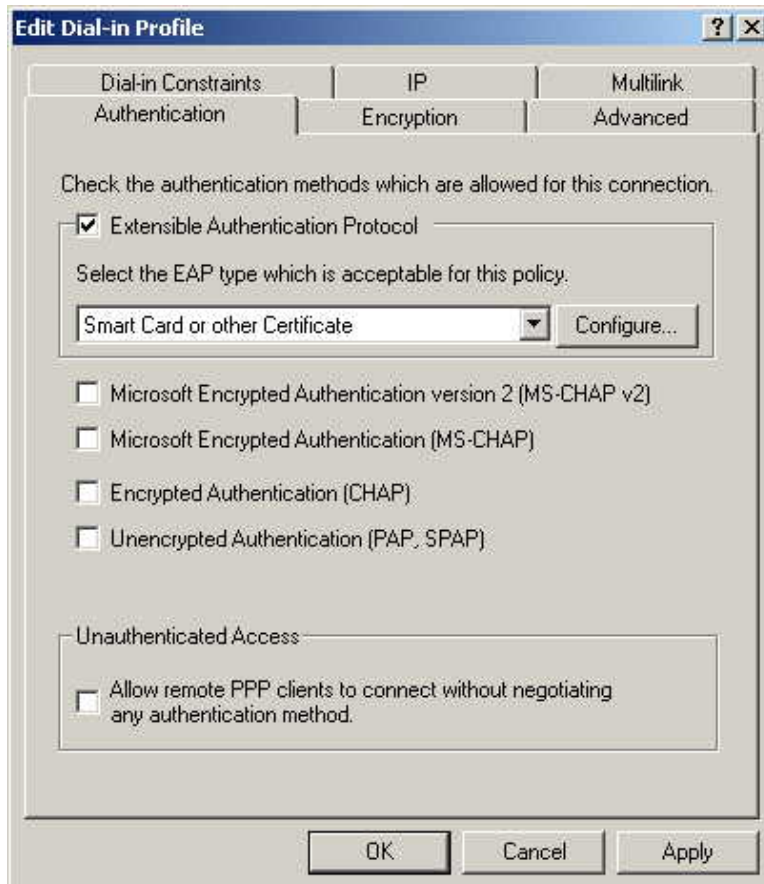 Edit Dial-in Profile
Dial-in Constraints IP Multilink
Authentication Encryption Advanced
Check the authentication methods which are allowed for this connection.
Extensible Authentication Protocol
Select the EAP type which is acceptable for this policy.
Smart Card or other Certificate Configure...
Microsoft Encrypted Authentication version 2 (MS-CHAP v2)
Microsoft Encrypted Authentication (MS-CHAP)
Encrypted Authentication (CHAP)
Unencrypted Authentication (PAP, SPAP)
Unauthenticated Access
Allow remote PPP clients to connect without negotiating
any authentication method.
OK Cancel Apply